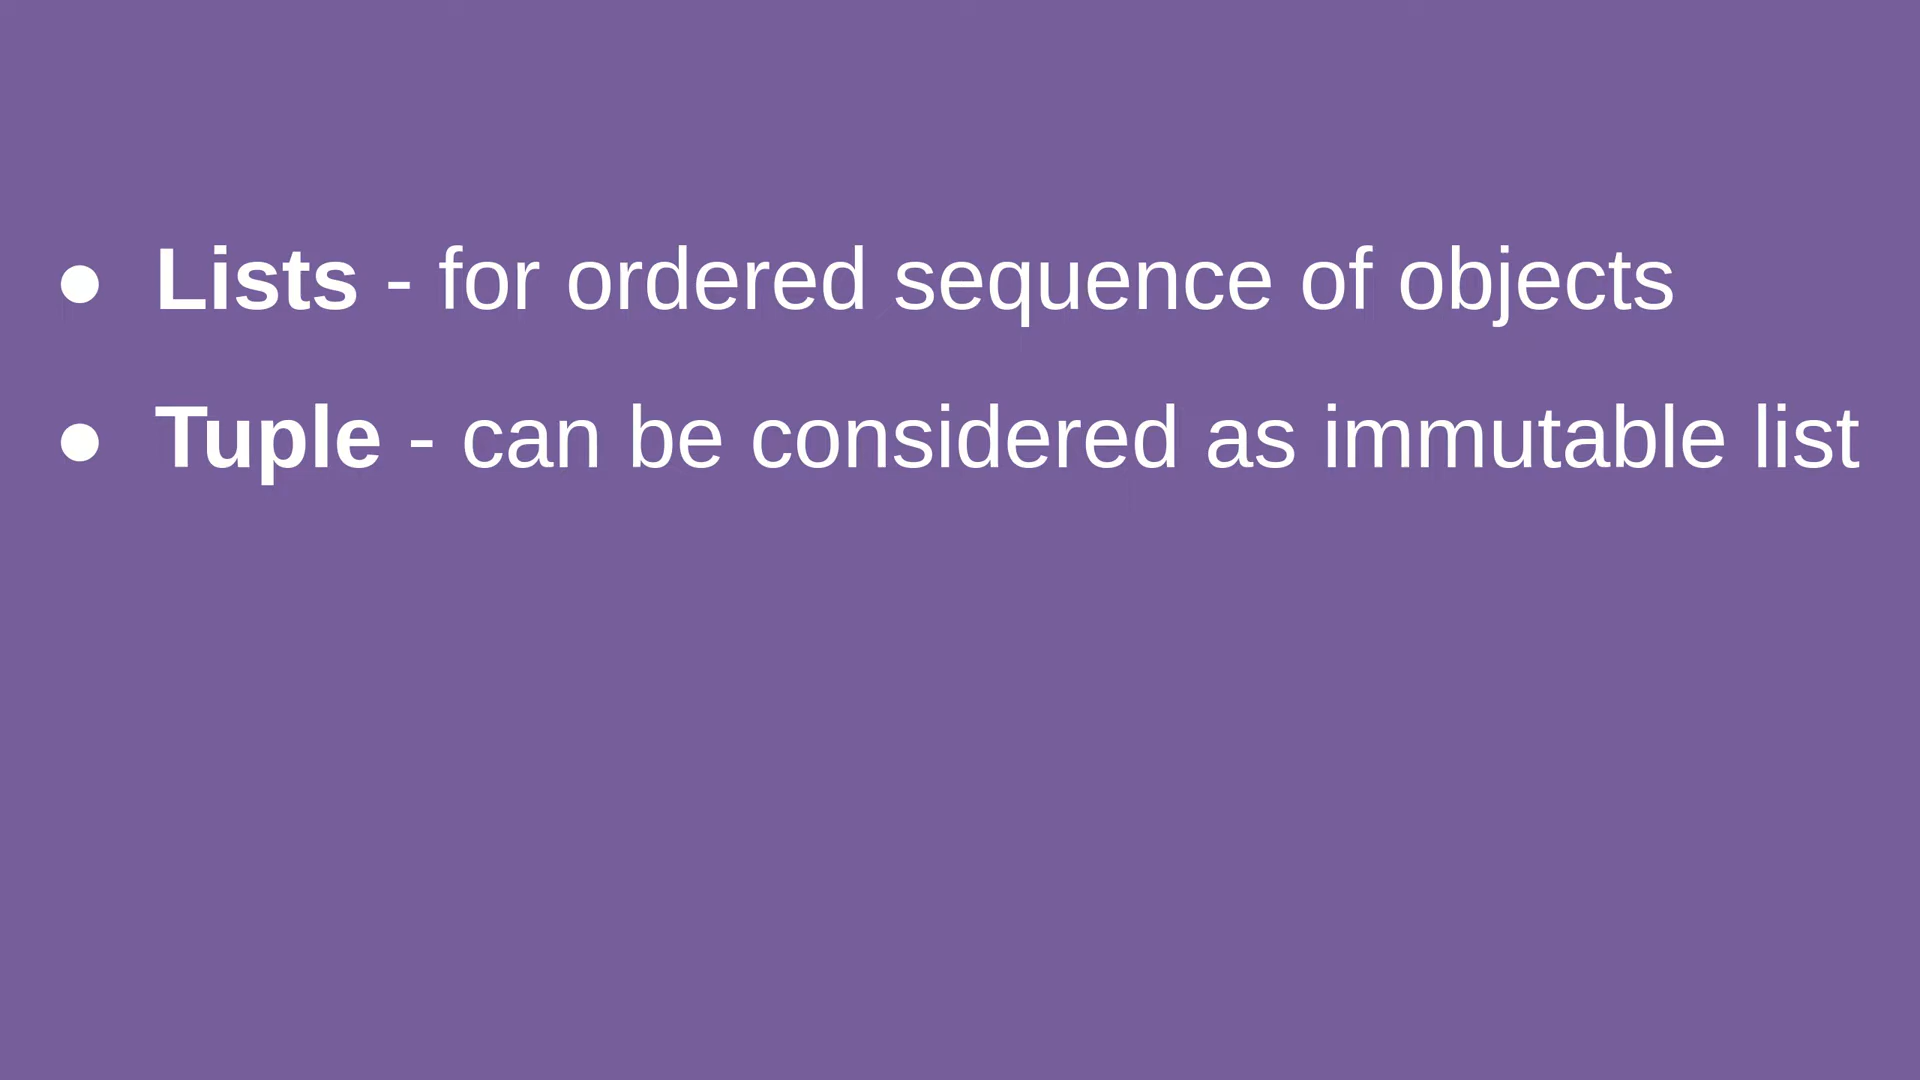 ● Lists - for ordered sequence of objects
● Tuple - can be considered as immutable list